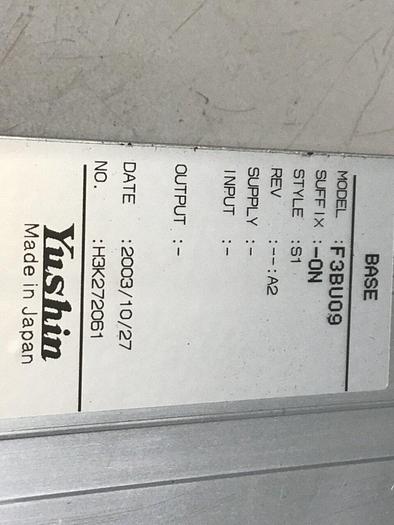 BASE
MODEL :F3BU09
SUFFIX :-0N
STYLE :S1
REV :--:A2
SUPPLY :-
INPUT :-
OUTPUT :-
DATE :2003/10/27
NO. :H3K272061
Yushin
Made in Japan